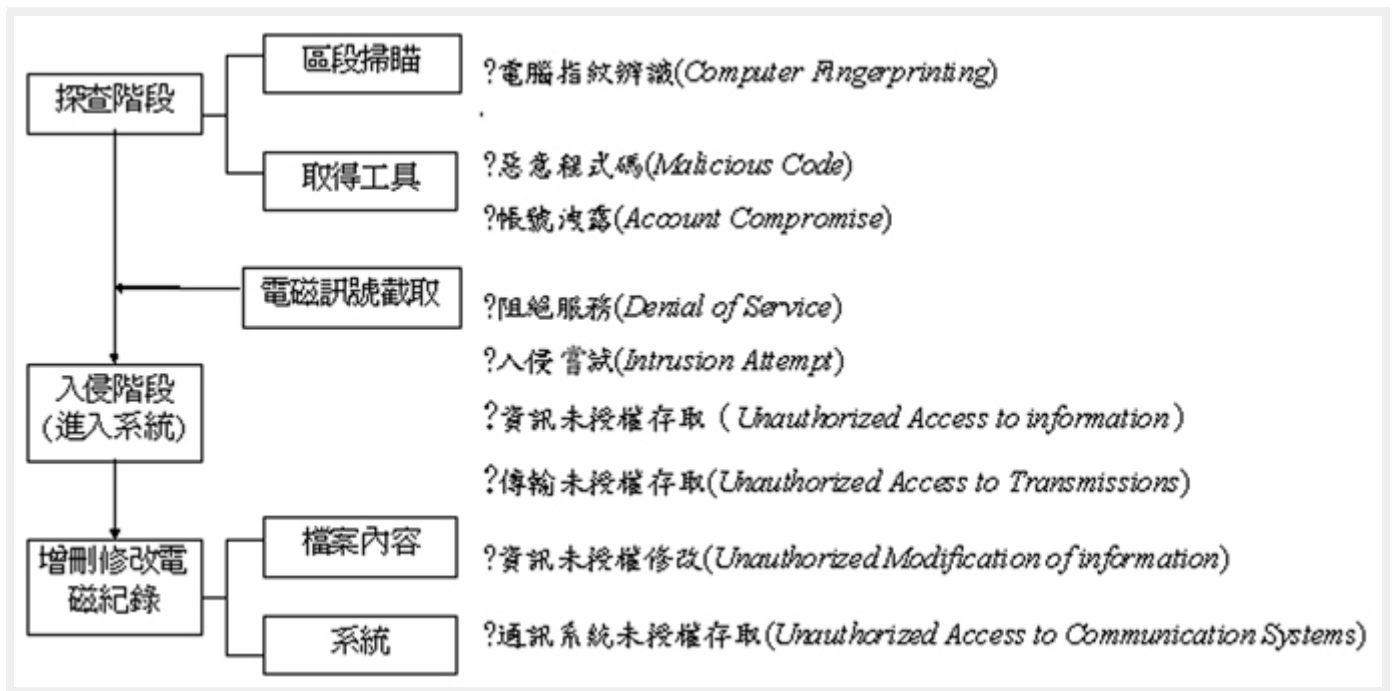 探查階段
區段掃瞄
?電腦指紋辨識(Computer Fingerprinting)
.
取得工具
?惡意程式碼(Malicious Code)
?帳號洩露(Account Compromise)
電磁訊號截取
?阻絕服務(Denial of Service)
?入侵嘗試(Intrusion Attempt)
入侵階段
(進入系統)
?資訊未授權存取 ( Unauthorized Access to information)
?傳輸未授權存取(Unauthorized Access to Transmissions)
增刪修改電
磁紀錄
檔案內容
?資訊未授權修改(Unauthorized Modification of information)
系統
?通訊系統未授權存取(Unauthorized Access to Communication Systems)